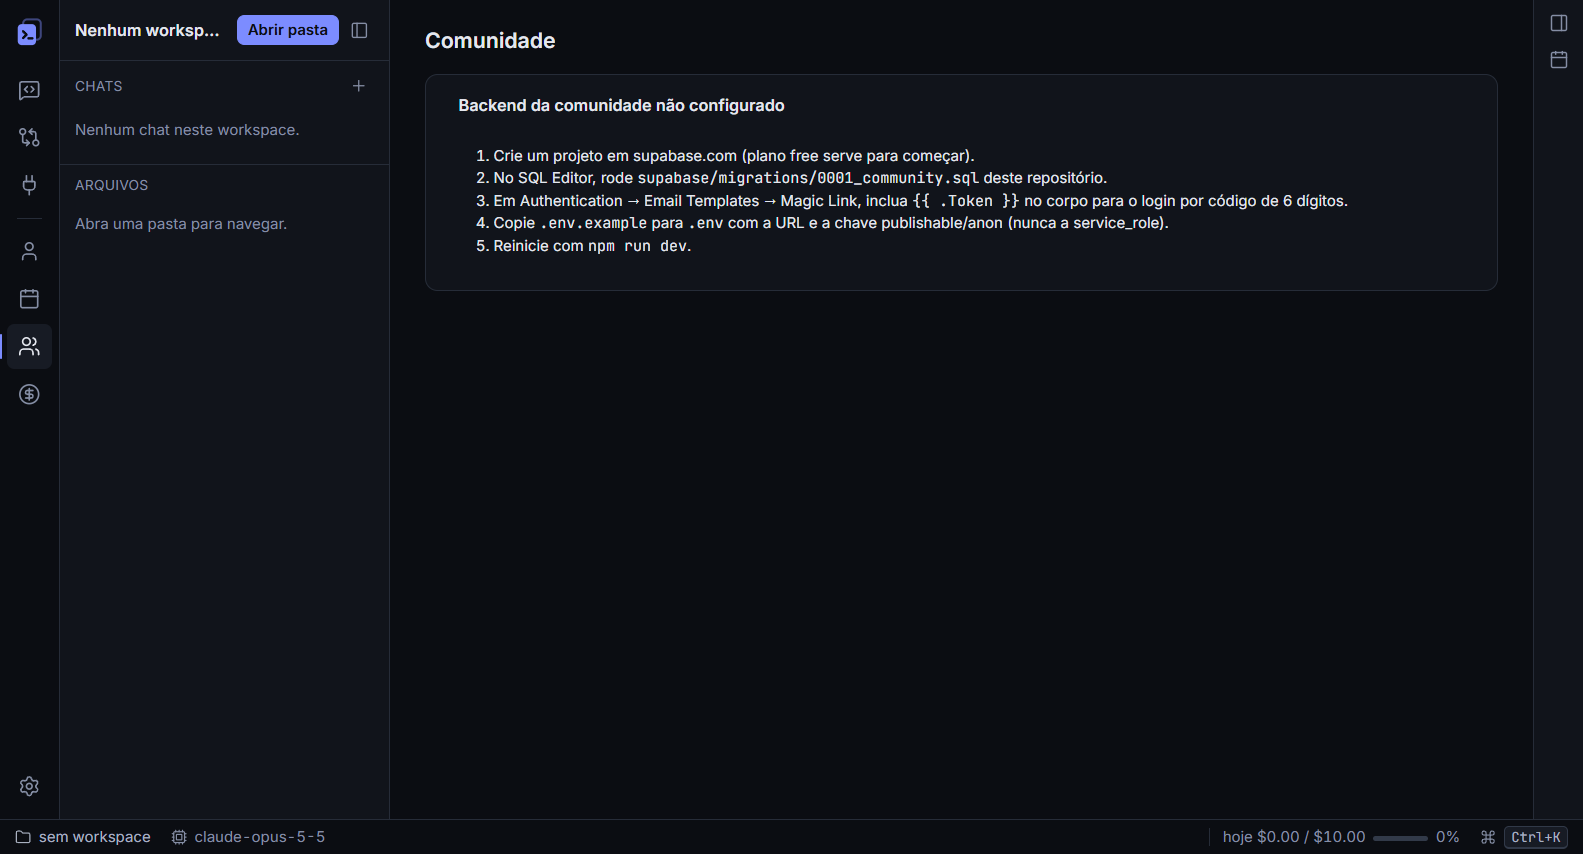 Nenhum worksp...
Abrir pasta
CHATS
Nenhum chat neste workspace.
ARQUIVOS
Abra uma pasta para navegar.
Comunidade
Backend da comunidade não configurado
1. Crie um projeto em supabase.com (plano free serve para começar).
2. No SQL Editor, rode supabase/migrations/0001_community.sql deste repositório.
3. Em Authentication → Email Templates → Magic Link, inclua {{ .Token }} no corpo para o login por código de 6 dígitos.
4. Copie .env.example para .env com a URL e a chave publishable/anon (nunca a service_role).
5. Reinicie com npm run dev.
sem workspace
claude-opus-5-5
hoje $0.00 / $10.00
0%
Ctrl+K